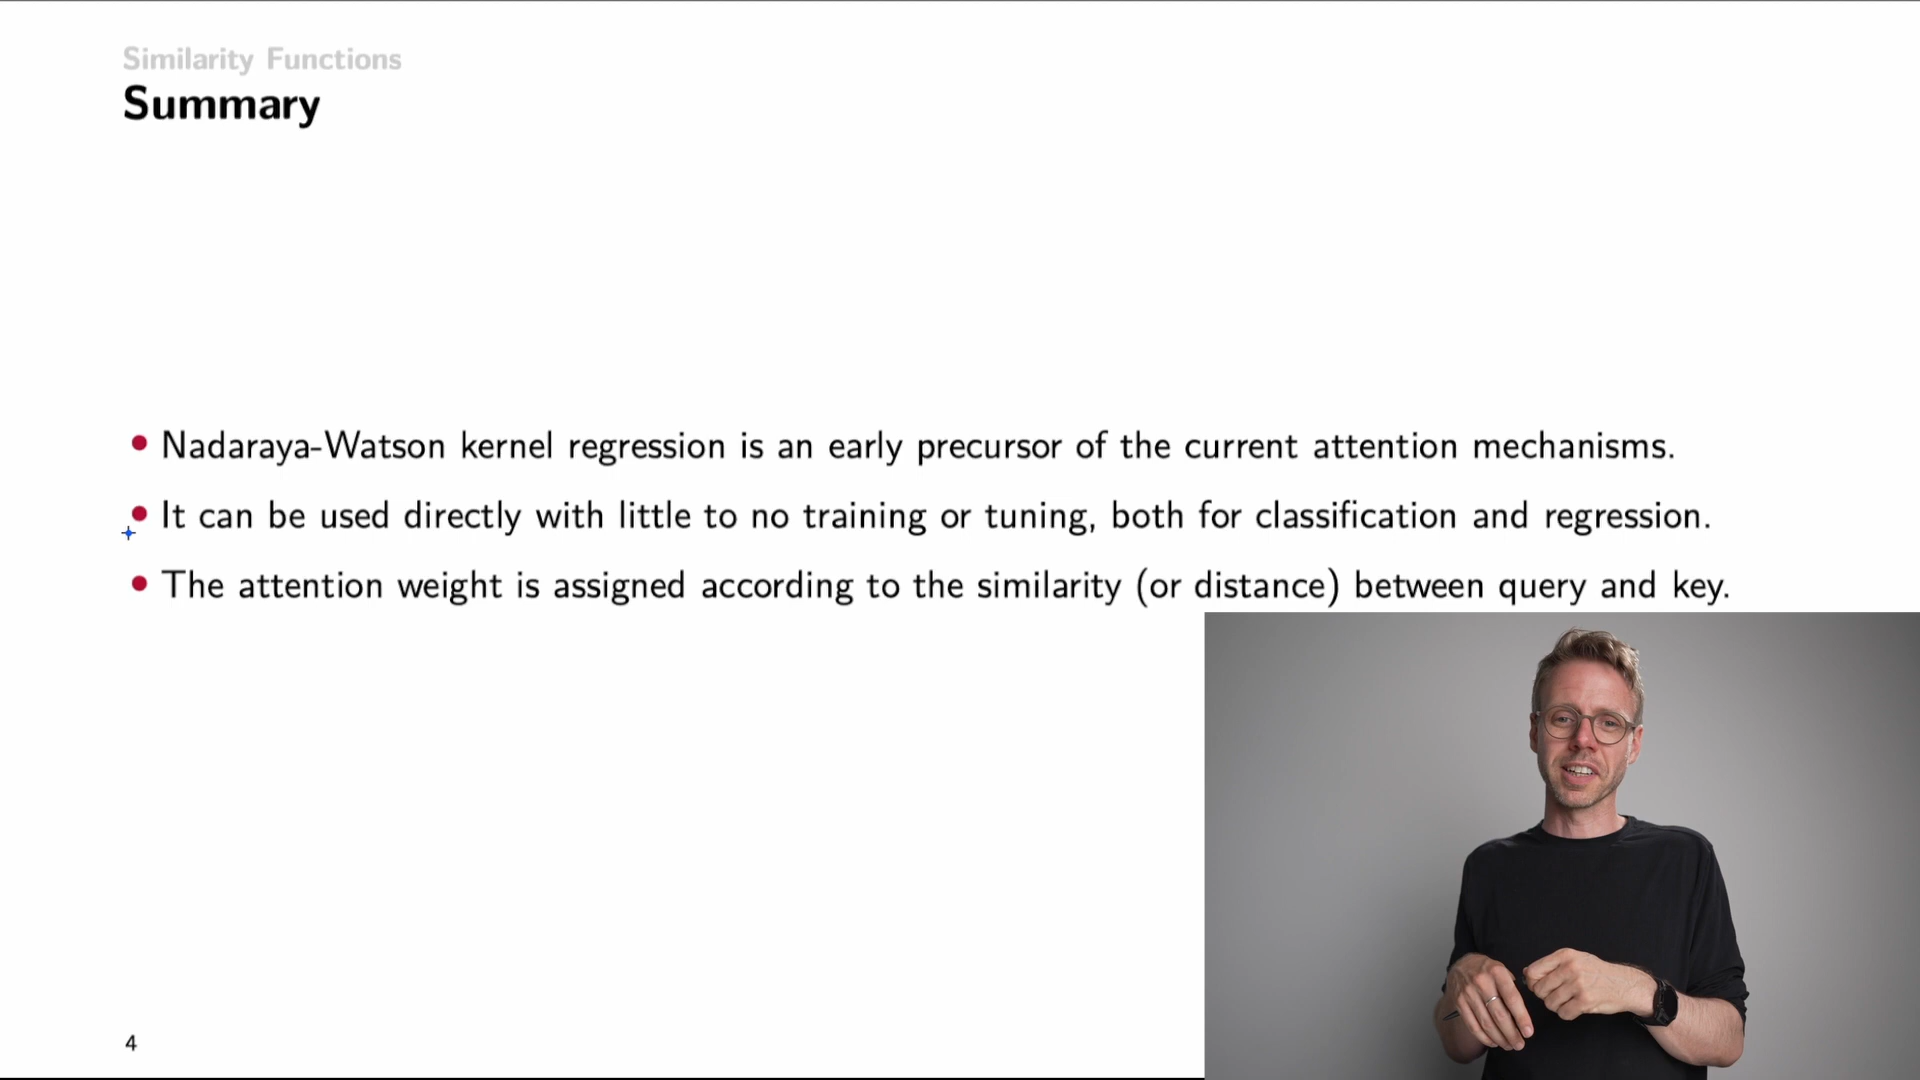 Similarity Functions
Summary
• Nadaraya-Watson kernel regression is an early precursor of the current attention mechanisms.
• It can be used directly with little to no training or tuning, both for classification and regression.
• The attention weight is assigned according to the similarity (or distance) between query and key.
4